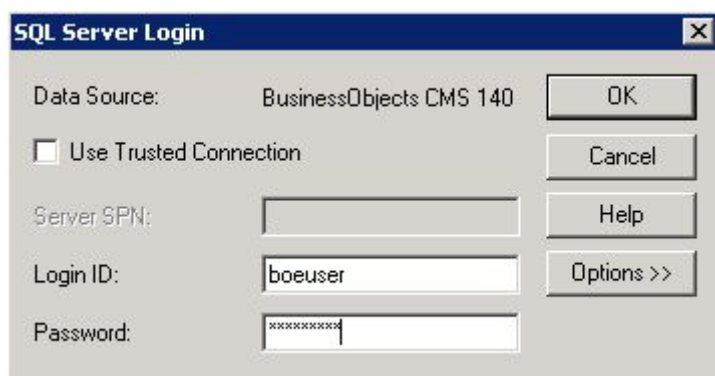 SQL Server Login
Data Source: BusinessObjects CMS 140 OK
Use Trusted Connection Cancel
Server SPN: Help
Login ID: boeuser Options >>
Password: *********